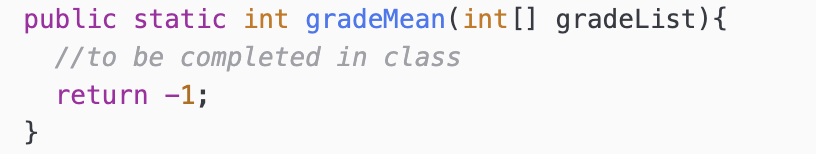 public static int gradeMean(int[] gradeList){
  //to be completed in class
  return -1;
}